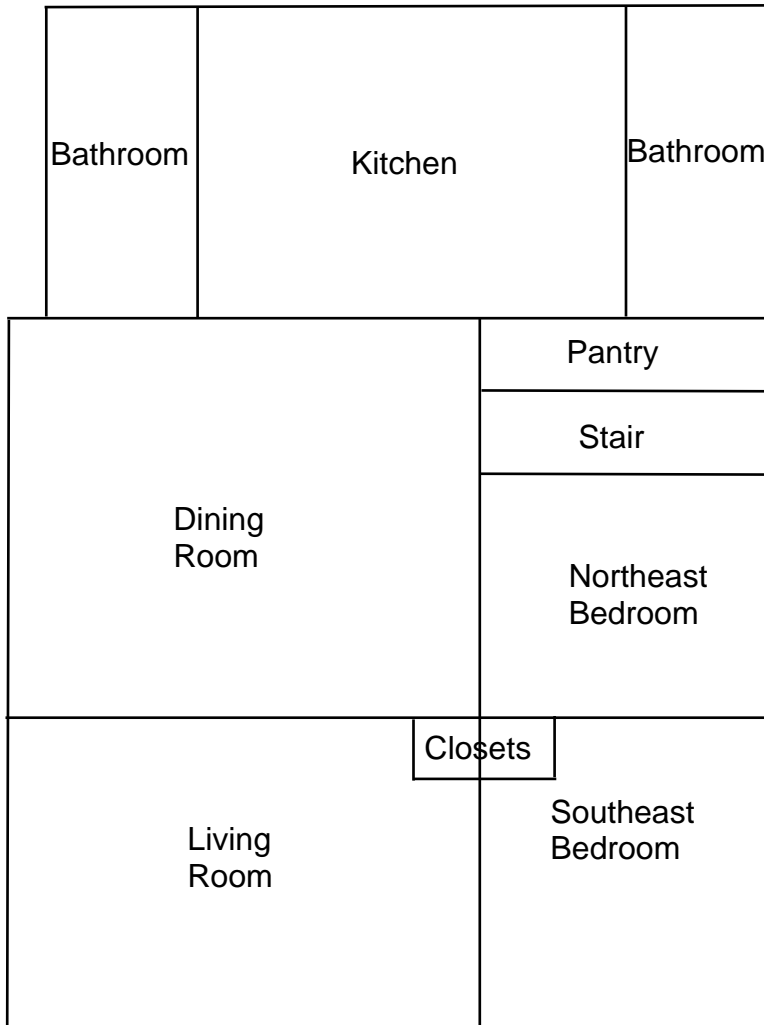 Bathroom
Kitchen
Bathroom
Pantry
Stair
Dining
Room
Northeast
Bedroom
Closets
Living
Room
Southeast
Bedroom